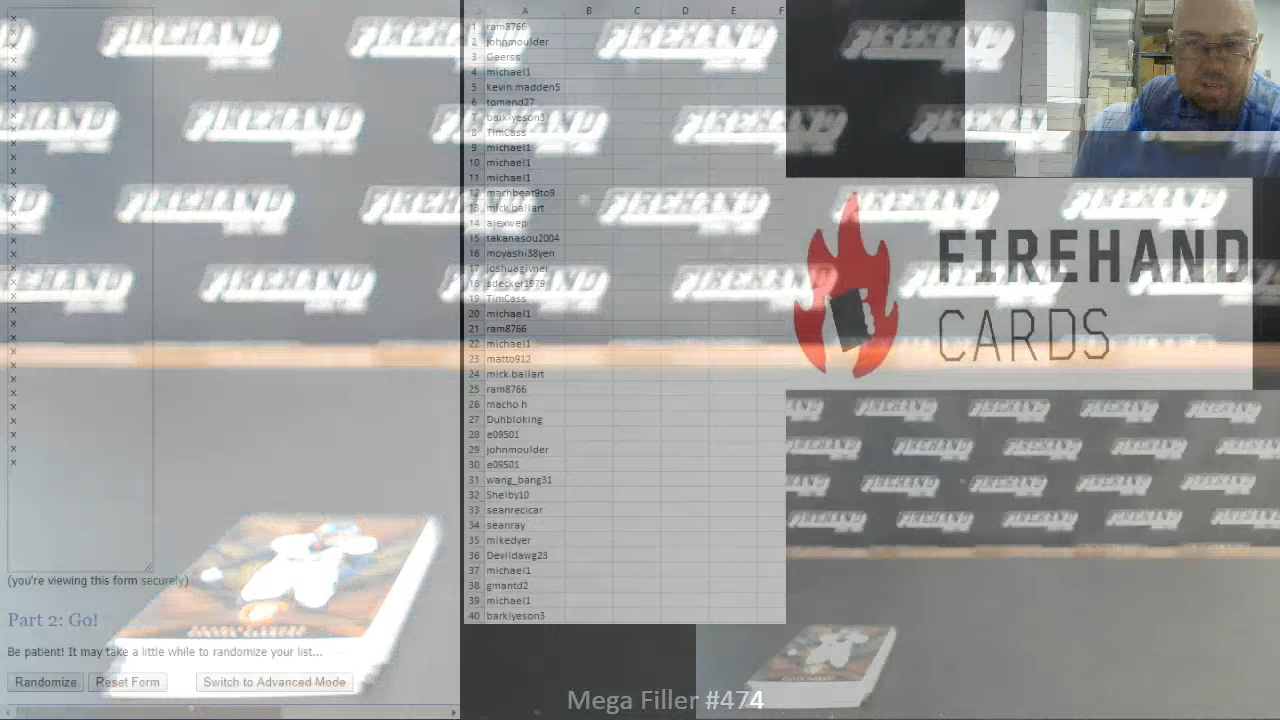 A B C D E F
1 ram8766
2 johnmoulder
3 Geerss
4 michael1
5 kevin.madden5
6 tomand27
7 barklyeson3
8 TimCass
9 michael1
10 michael1
11 michael1
12 machbeat9to9
13 mick.ballart
14 alexwep
15 takanasou2004
16 moyashi38yen
17 joshuagivner
18 sdecker1979
19 TimCass
20 michael1
21 ram8766
22 michael1
23 matto912
24 mick.ballart
25 ram8766
26 macho h
27 Duhbloking
28 e09501
29 johnmoulder
30 e09501
31 wang_bang31
32 Shelby10
33 seanrecicar
34 seanray
35 mikedyer
36 Devildawg23
37 michael1
38 gmantd2
39 michael1
40 barklyeson3
(you're viewing this form securely)
Part 2: Go!
Be patient! It may take a little while to randomize your list...
Randomize Reset Form Switch to Advanced Mode
FIREHAND
CARDS
Mega Filler #474